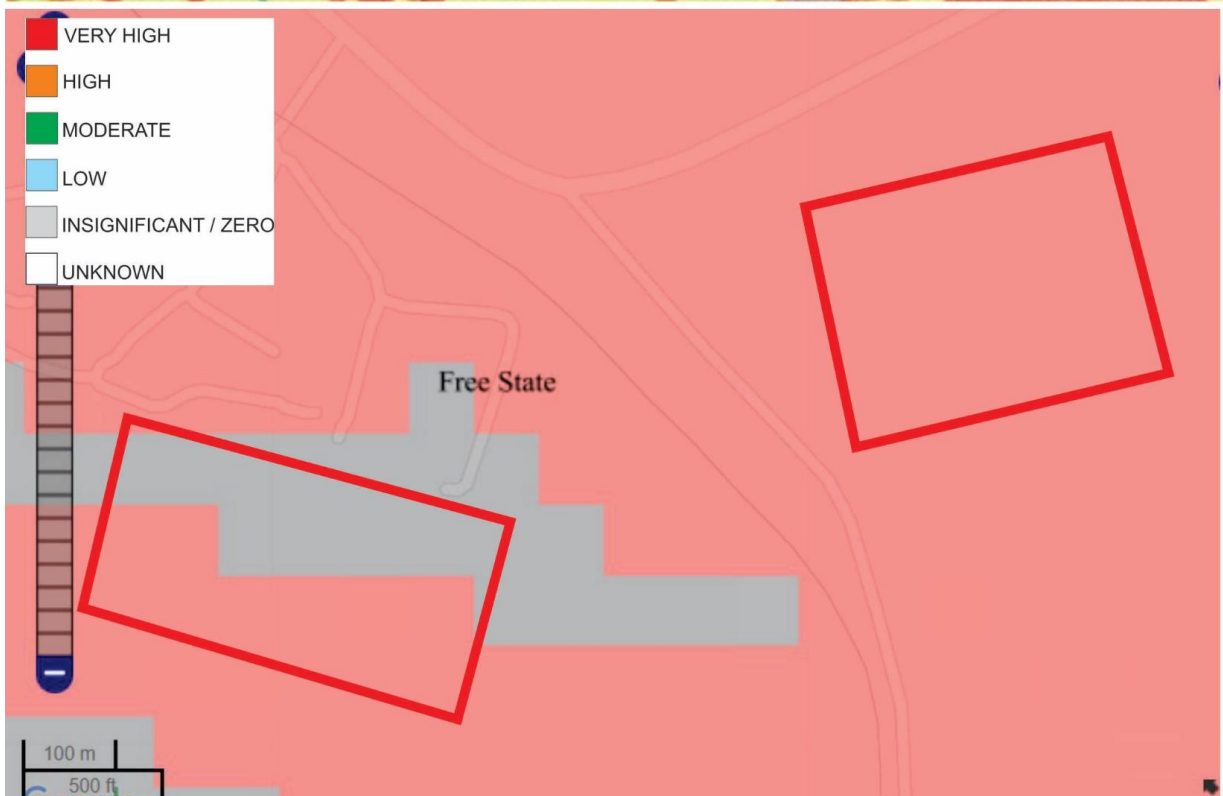 VERY HIGH
HIGH
MODERATE
LOW
INSIGNIFICANT / ZERO
UNKNOWN
Free State
100 m
500 ft